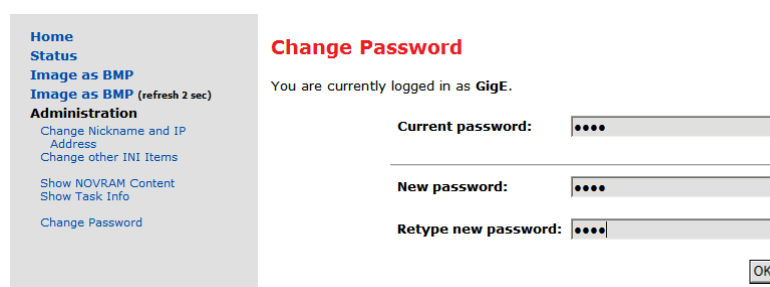 Home
Status
Image as BMP
Image as BMP (refresh 2 sec)
Administration
Change Nickname and IP
Address
Change other INI Items
Show NOVRAM Content
Show Task Info
Change Password
Change Password
You are currently logged in as GigE.
Current password: ••••
New password: ••••
Retype new password: ••••
OK